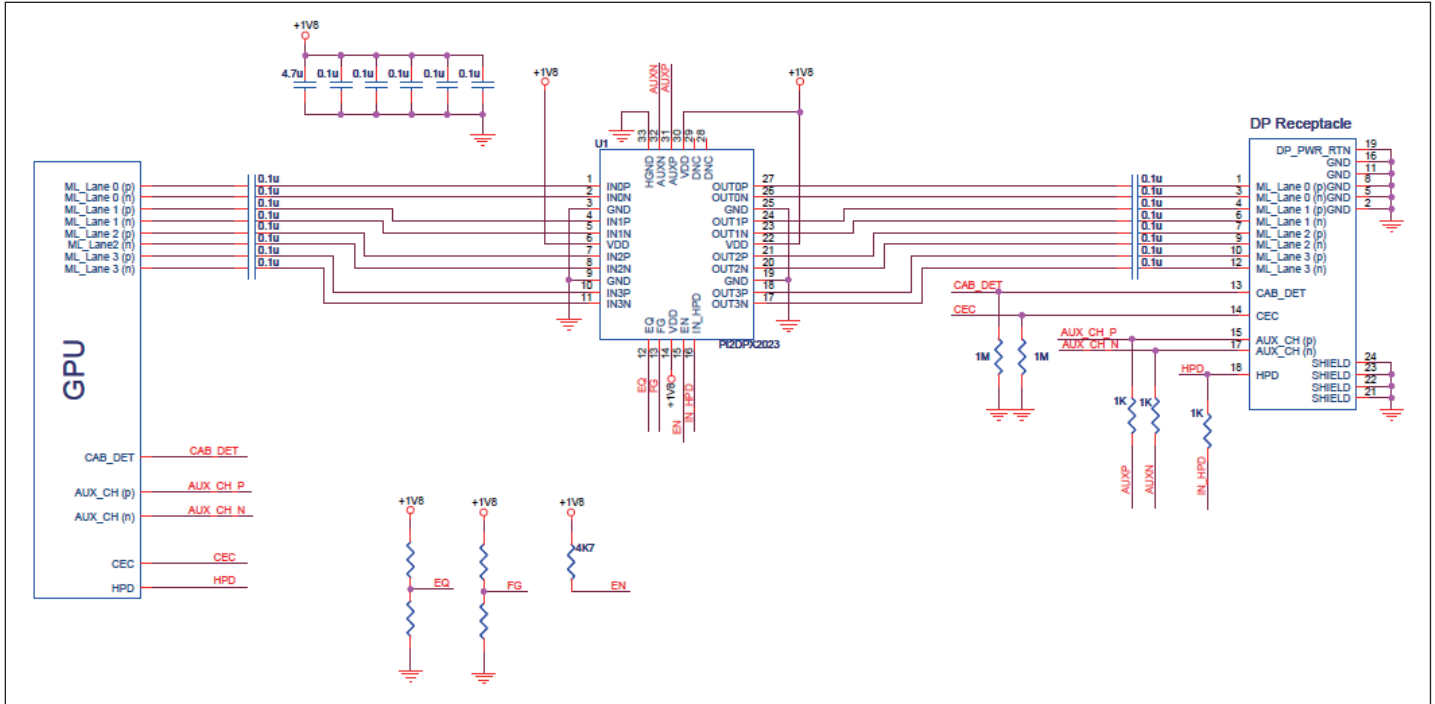 +1V8
4.7u 0.1u 0.1u 0.1u 0.1u 0.1u
+1V8
AUXN
AUXP
+1V8
DP Receptacle
U1
33 32 31 30 29 28
HGND AUXN AUXP VDD DNC DNC
GPU
ML_Lane 0 (p)
ML_Lane 0 (n)
ML_Lane 1 (p)
ML_Lane 1 (n)
ML_Lane 2 (p)
ML_Lane2 (n)
ML_Lane 3 (p)
ML_Lane 3 (n)
0.1u
0.1u
0.1u
0.1u
0.1u
0.1u
0.1u
0.1u
1 IN0P
2 IN0N
3 GND
4 IN1P
5 IN1N
6 VDD
7 IN2P
8 IN2N
9 GND
10 IN3P
11 IN3N
OUT0P 27
OUT0N 26
GND 25
OUT1P 24
OUT1N 23
VDD 22
OUT2P 21
OUT2N 20
GND 19
OUT3P 18
OUT3N 17
EQ FG VDD EN IN_HPD
12 13 14 15 16
PI2DPX2023
EQ FG +1V8 EN IN_HPD
0.1u
0.1u
0.1u
0.1u
0.1u
0.1u
0.1u
0.1u
DP_PWR_RTN 19
GND 16
GND 11
1 ML_Lane 0 (p) GND 8
3 ML_Lane 0 (n) GND 5
4 ML_Lane 1 (p) GND 2
6 ML_Lane 1 (n)
7 ML_Lane 2 (p)
9 ML_Lane 2 (n)
10 ML_Lane 3 (p)
12 ML_Lane 3 (n)
CAB_DET 13 CAB_DET
CEC 14 CEC
AUX_CH_P 15 AUX_CH (p)
AUX_CH_N 17 AUX_CH (n)
HPD 18 HPD
SHIELD 24
SHIELD 23
SHIELD 22
SHIELD 21
1M 1M
1K 1K 1K
AUXP AUXN IN_HPD
CAB_DET CAB_DET
AUX_CH (p) AUX_CH_P
AUX_CH (n) AUX_CH_N
CEC CEC
HPD HPD
+1V8 +1V8 +1V8
4K7
EQ FG EN